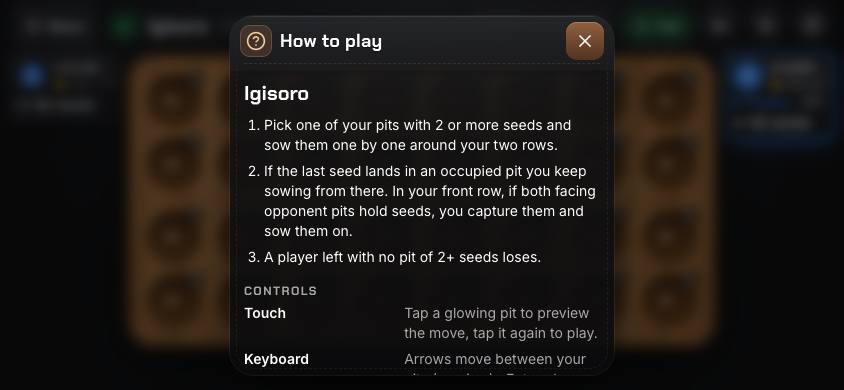 How to play
Igisoro
1. Pick one of your pits with 2 or more seeds and
sow them one by one around your two rows.
2. If the last seed lands in an occupied pit you keep
sowing from there. In your front row, if both facing
opponent pits hold seeds, you capture them and
sow them on.
3. A player left with no pit of 2+ seeds loses.
CONTROLS
Touch
Tap a glowing pit to preview
the move, tap it again to play.
Keyboard
Arrows move between your